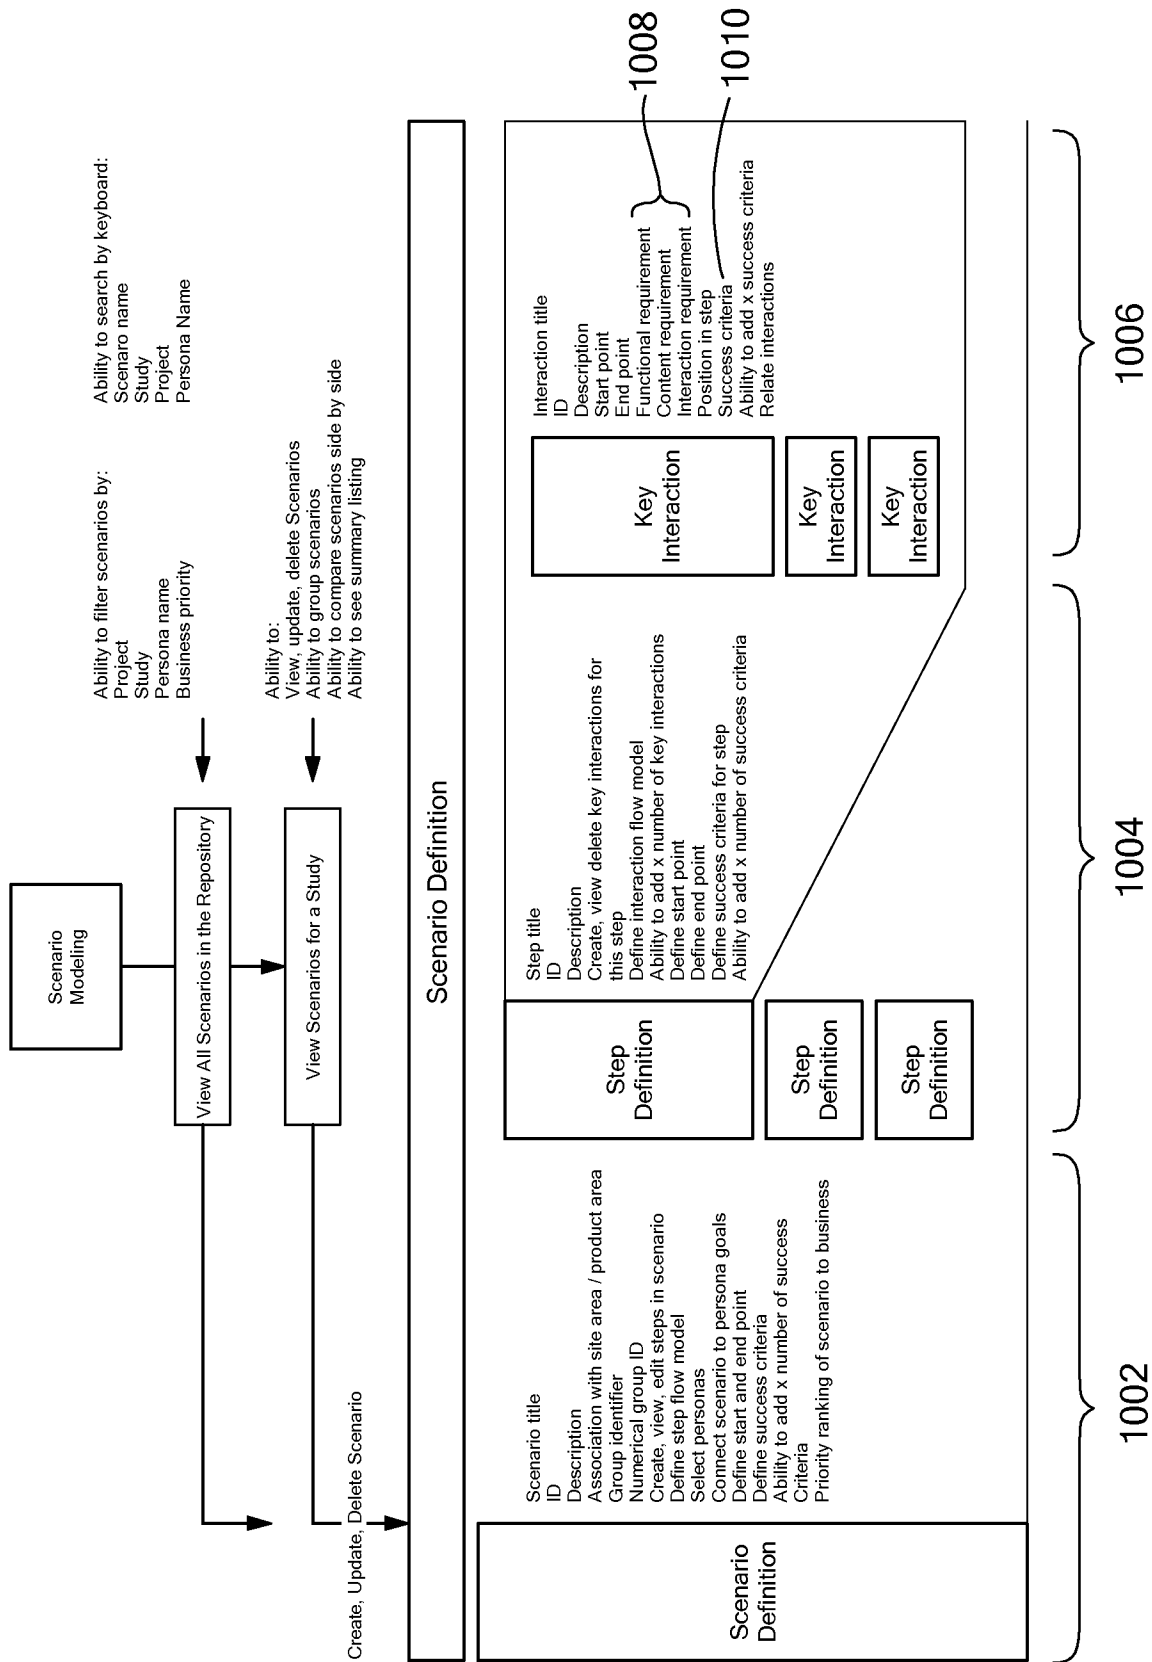 Scenario
Modeling
View All Scenarios in the Repository
Ability to filter scenarios by:
Project
Study
Persona name
Business priority
Ability to search by keyboard:
Scenaro name
Study
Project
Persona Name
View Scenarios for a Study
Ability to:
View, update, delete Scenarios
Ability to group scenarios
Ability to compare scenarios side by side
Ability to see summary listing
Create, Update, Delete Scenario
Scenario Definition
Scenario
Definition
Scenario title
ID
Description
Association with site area / product area
Group identifier
Numerical group ID
Create, view, edit steps in scenario
Define step flow model
Select personas
Connect scenario to persona goals
Define start and end point
Define success criteria
Ability to add x number of success
Criteria
Priority ranking of scenario to business
Step
Definition
Step
Definition
Step
Definition
Step title
ID
Description
Create, view delete key interactions for
this step
Define interaction flow model
Ability to add x number of key interactions
Define start point
Define end point
Define success criteria for step
Ability to add x number of success criteria
Key
Interaction
Key
Interaction
Key
Interaction
Interaction title
ID
Description
Start point
End point
Functional requirement
Content requirement
Interaction requirement
Position in step
Success criteria
Ability to add x success criteria
Relate interactions
1008
1010
1002
1004
1006